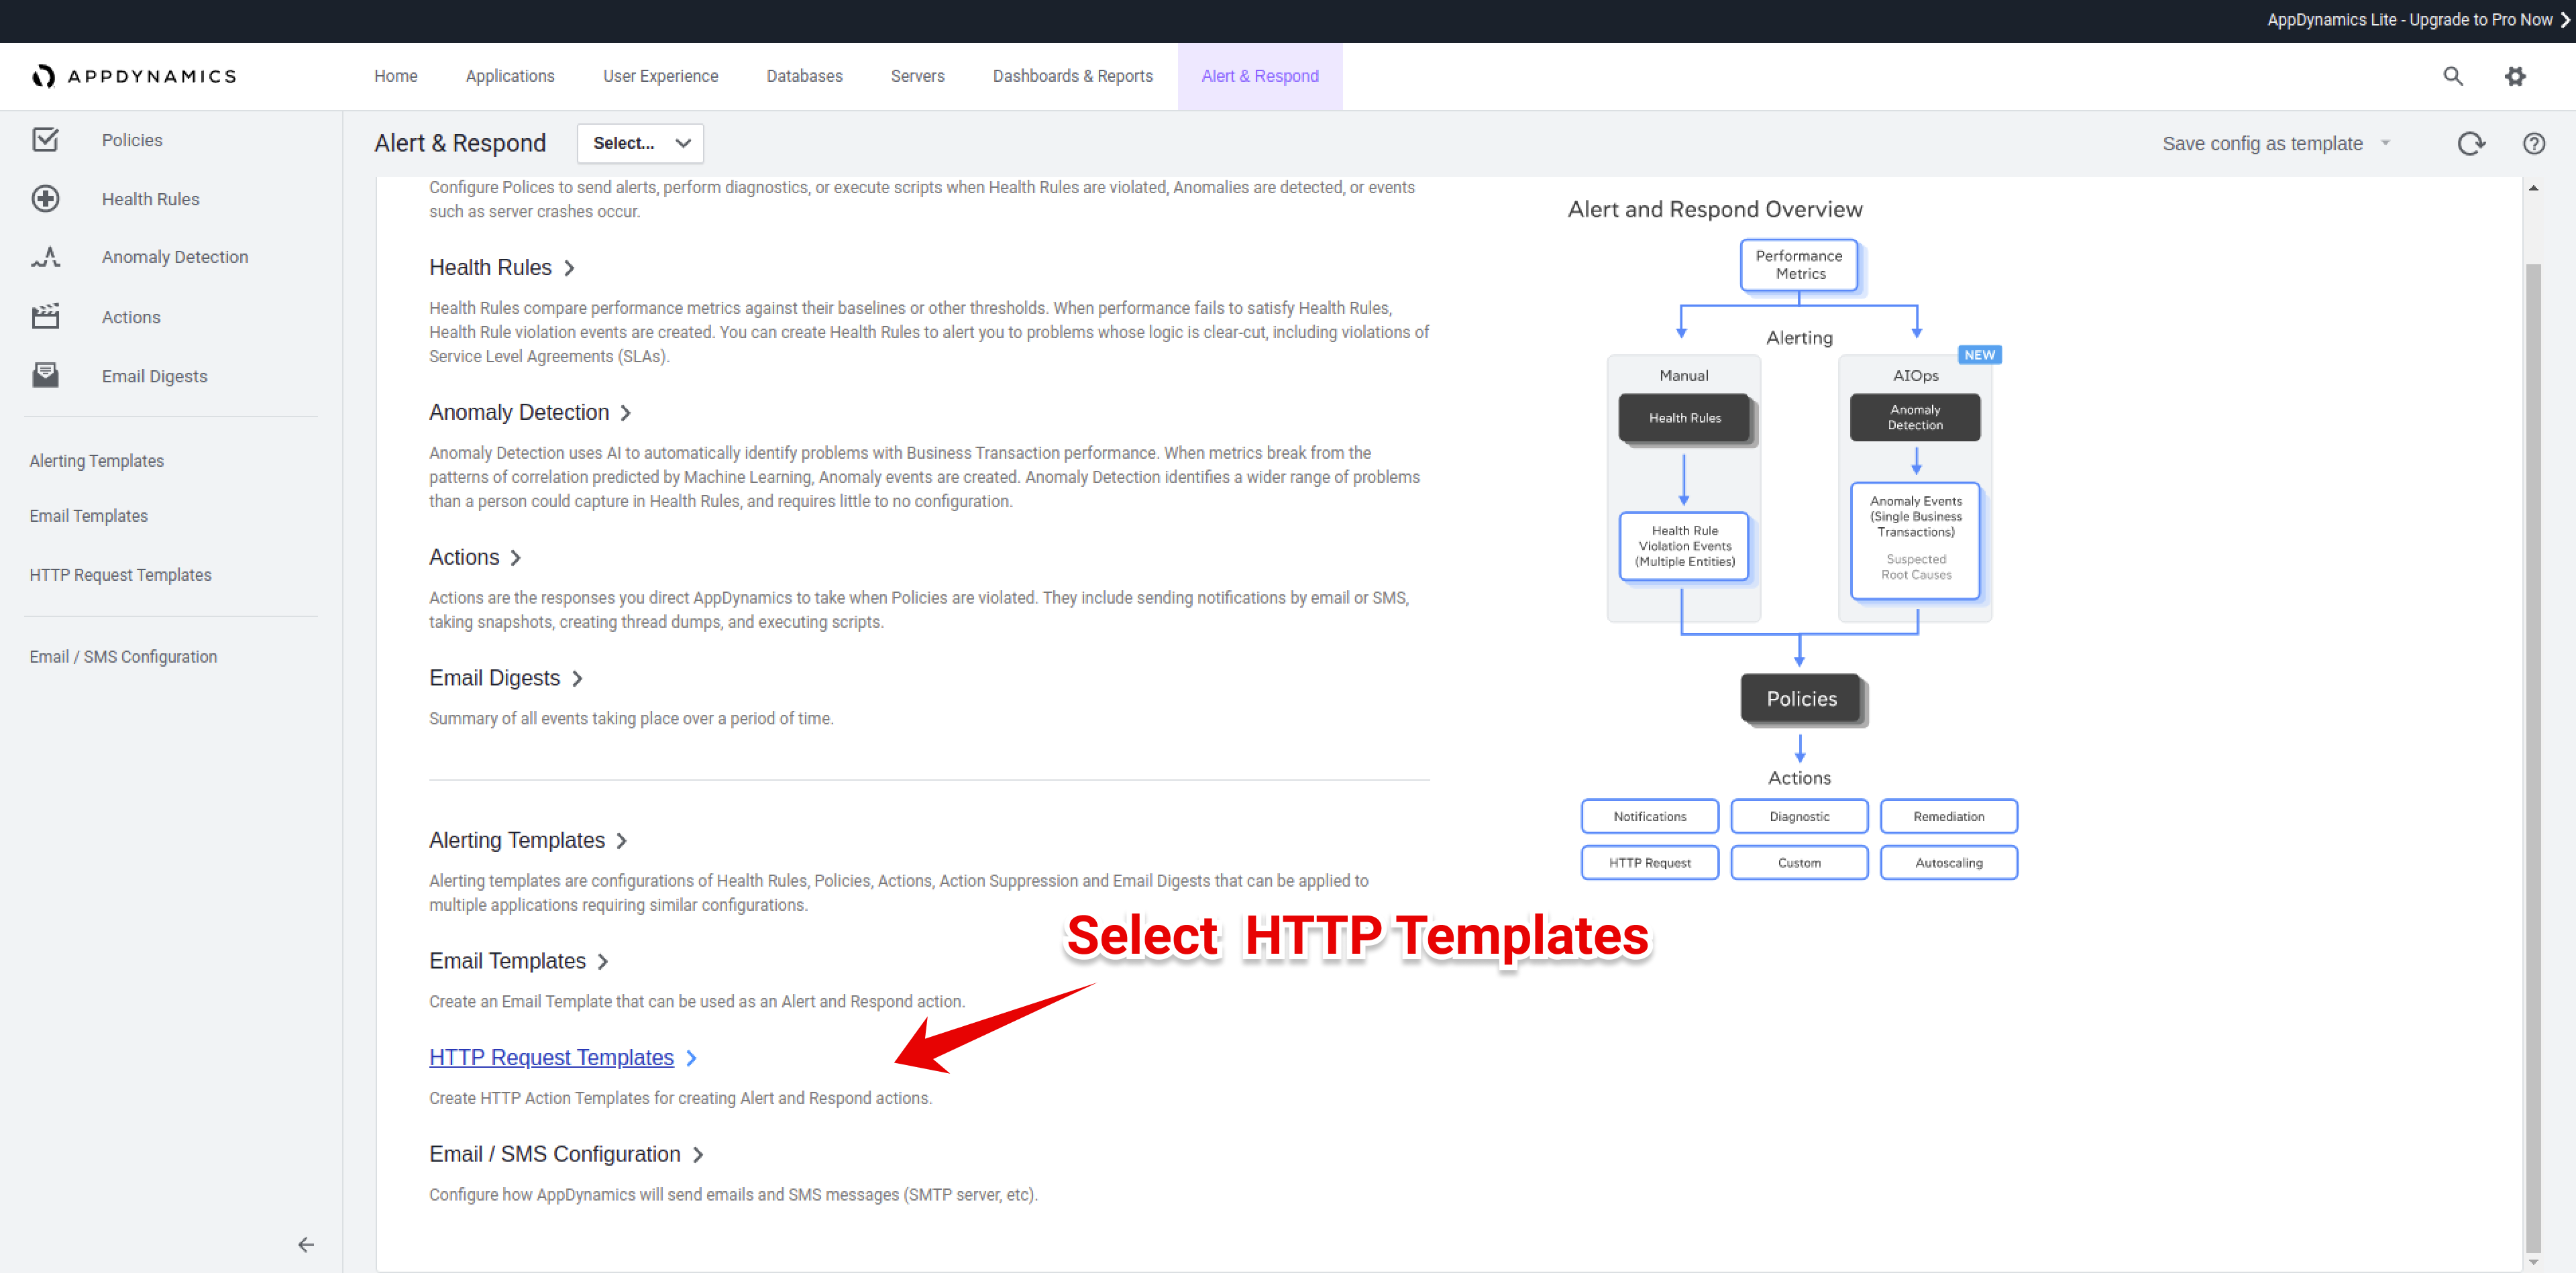 AppDynamics Lite - Upgrade to Pro Now
APPDYNAMICS
Home
Applications
User Experience
Databases
Servers
Dashboards & Reports
Alert & Respond
Policies
Health Rules
Anomaly Detection
Actions
Email Digests
Alerting Templates
Email Templates
HTTP Request Templates
Email / SMS Configuration
Alert & Respond
Select...
Save config as template
Configure Polices to send alerts, perform diagnostics, or execute scripts when Health Rules are violated, Anomalies are detected, or events
such as server crashes occur.
Health Rules
Health Rules compare performance metrics against their baselines or other thresholds. When performance fails to satisfy Health Rules,
Health Rule violation events are created. You can create Health Rules to alert you to problems whose logic is clear-cut, including violations of
Service Level Agreements (SLAs).
Anomaly Detection
Anomaly Detection uses AI to automatically identify problems with Business Transaction performance. When metrics break from the
patterns of correlation predicted by Machine Learning, Anomaly events are created. Anomaly Detection identifies a wider range of problems
than a person could capture in Health Rules, and requires little to no configuration.
Actions
Actions are the responses you direct AppDynamics to take when Policies are violated. They include sending notifications by email or SMS,
taking snapshots, creating thread dumps, and executing scripts.
Email Digests
Summary of all events taking place over a period of time.
Alerting Templates
Alerting templates are configurations of Health Rules, Policies, Actions, Action Suppression and Email Digests that can be applied to
multiple applications requiring similar configurations.
Email Templates
Create an Email Template that can be used as an Alert and Respond action.
HTTP Request Templates
Create HTTP Action Templates for creating Alert and Respond actions.
Email / SMS Configuration
Configure how AppDynamics will send emails and SMS messages (SMTP server, etc).
Select HTTP Templates
Alert and Respond Overview
Performance
Metrics
Alerting
NEW
Manual
Health Rules
Health Rule
Violation Events
(Multiple Entities)
AIOps
Anomaly
Detection
Anomaly Events
(Single Business
Transactions)
Suspected
Root Causes
Policies
Actions
Notifications
Diagnostic
Remediation
HTTP Request
Custom
Autoscaling